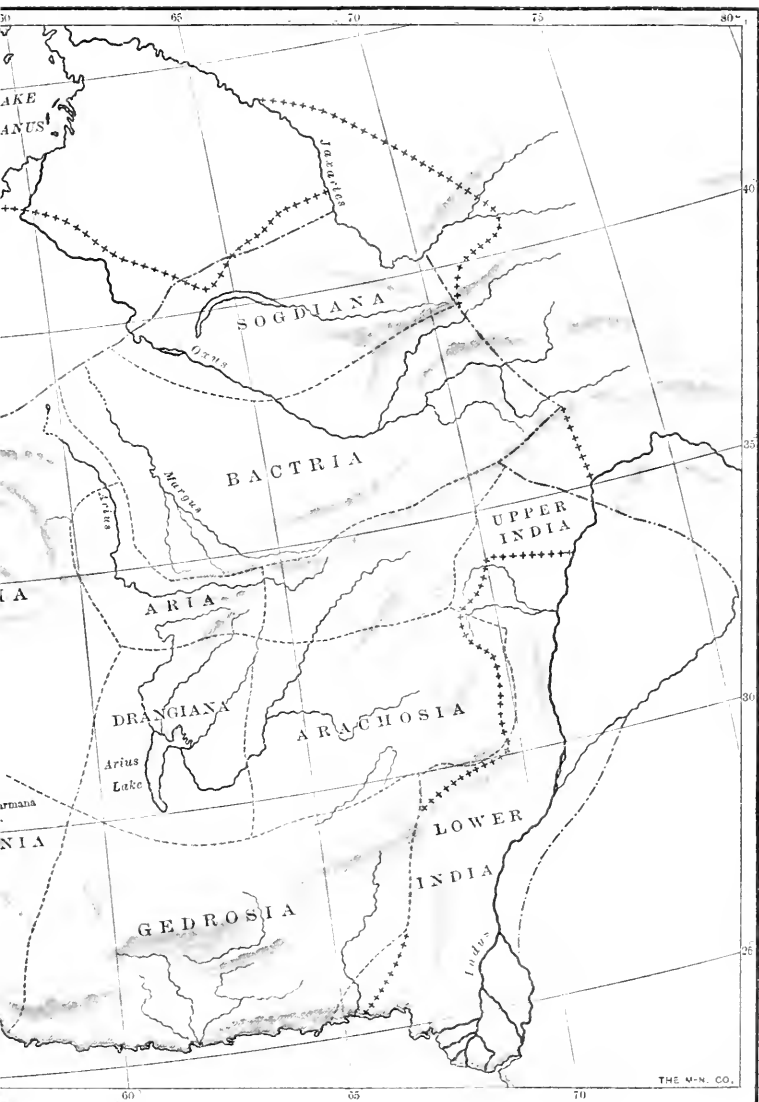 60 65 70 75 80
AKE
ANUS
Jaxartes
40
SOGDIANA
Oxus
35
BACTRIA
Margus
Arius
UPPER
INDIA
IA
ARIA
30
DRANGIANA
ARACHOSIA
Arius
Lake
armana
LOWER
NIA
INDIA
GEDROSIA
Indus
25
THE M-N. CO.
60 65 70